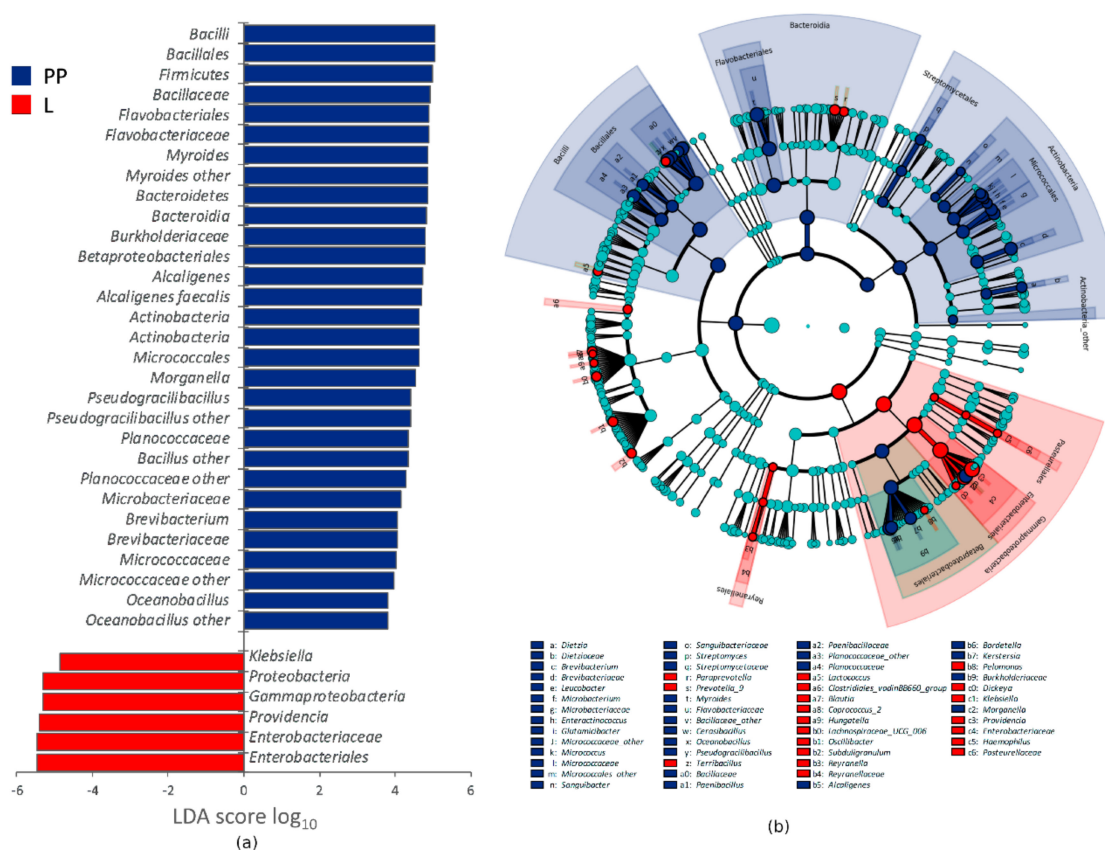 (a)
PP
L
Bacilli
Bacillales
Firmicutes
Bacillaceae
Flavobacteriales
Flavobacteriaceae
Myroides
Myroides other
Bacteroidetes
Bacteroidia
Burkholderiaceae
Betaproteobacteriales
Alcaligenes
Alcaligenes faecalis
Actinobacteria
Actinobacteria
Micrococcales
Morganella
Pseudogracilibacillus
Pseudogracilibacillus other
Planococcaceae
Bacillus other
Planococcaceae other
Microbacteriaceae
Brevibacterium
Brevibacteriaceae
Micrococcaceae
Micrococcaceae other
Oceanobacillus
Oceanobacillus other
Klebsiella
Proteobacteria
Gammaproteobacteria
Providencia
Enterobacteriaceae
Enterobacteriales
-6 -4 -2 0 2 4 6
LDA score log10
(a)
b)
Bacteroidia
Flavobacteriales
Streptomycetales
Actinobacteria
Micrococcales
Actinobacteria_other
Bacilli
Bacillales
Pasteurellales
Enterobacteriales
Gammaproteobacteria
Betaproteobacteriales
Reyranellales
a: Dietzia
b: Dietziaceae
c: Brevibacterium
d: Brevibacteriaceae
e: Leucobacter
f: Microbacterium
g: Microbacteriaceae
h: Enteractinococcus
i: Glutamicibacter
j: Micrococcaceae_other
k: Micrococcus
l: Micrococcaceae
m: Micrococcales_other
n: Sanguibacter
o: Sanguibacteriaceae
p: Streptomyces
q: Streptomycetaceae
r: Paraprevotella
s: Prevotella_9
t: Myroides
u: Flavobacteriaceae
v: Bacillaceae_other
w: Cerasibacillus
x: Oceanobacillus
y: Pseudogracilibacillus
z: Terribacillus
a0: Bacillaceae
a1: Paenibacillus
a2: Paenibacillaceae
a3: Planococcaceae_other
a4: Planococcaceae
a5: Lactococcus
a6: Clostridiales_vadinBB660_group
a7: Blautia
a8: Coprococcus_2
a9: Hungatella
b0: Lachnospiraceae_UCG_006
b1: Oscillibacter
b2: Subdoligranulum
b3: Reyranella
b4: Reyranellaceae
b5: Alcaligenes
b6: Bordetella
b7: Kerstersia
b8: Pelomonas
b9: Burkholderiaceae
c0: Dickeya
c1: Klebsiella
c2: Morganella
c3: Providencia
c4: Enterobacteriaceae
c5: Haemophilus
c6: Pasteurellaceae
(b)